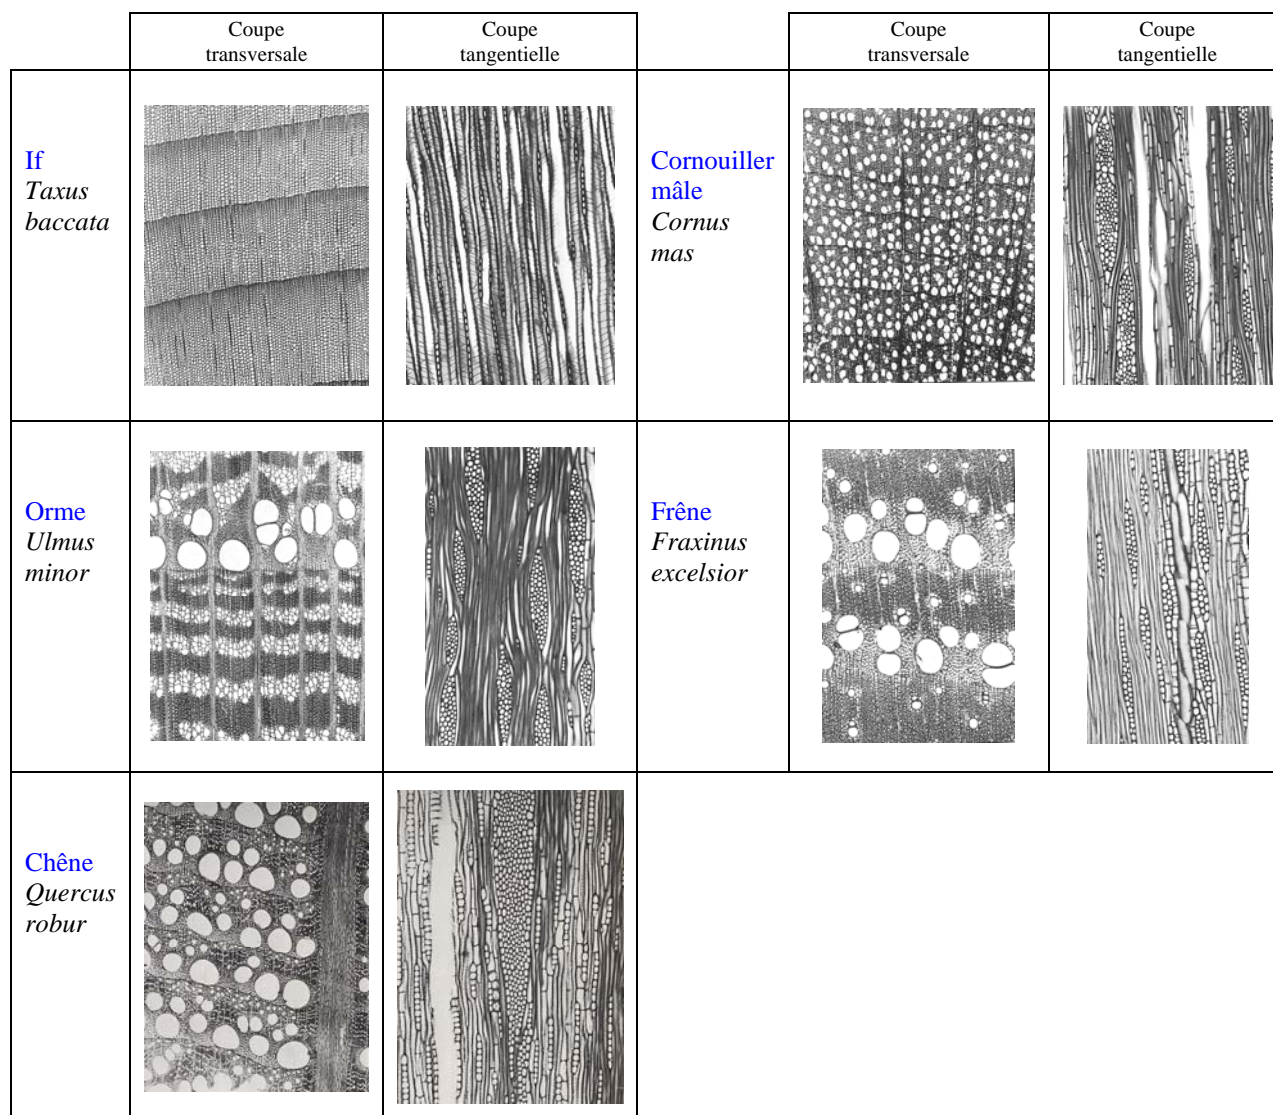 Coupe
transversale
Coupe
tangentielle
Coupe
transversale
Coupe
tangentielle
If
Taxus
baccata
Cornouiller
mâle
Cornus
mas
Orme
Ulmus
minor
Frêne
Fraxinus
excelsior
Chêne
Quercus
robur